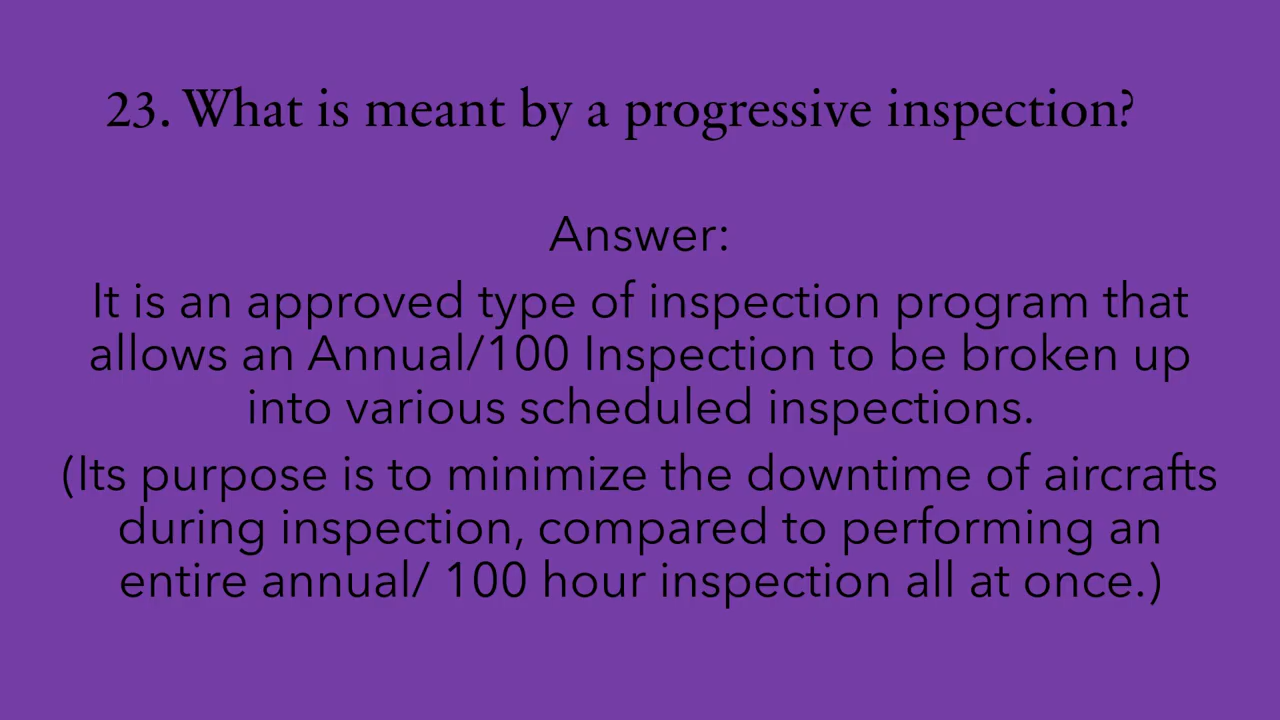 23. What is meant by a progressive inspection?
Answer:
It is an approved type of inspection program that
allows an Annual/100 Inspection to be broken up
into various scheduled inspections.
(Its purpose is to minimize the downtime of aircrafts
during inspection, compared to performing an
entire annual/ 100 hour inspection all at once.)